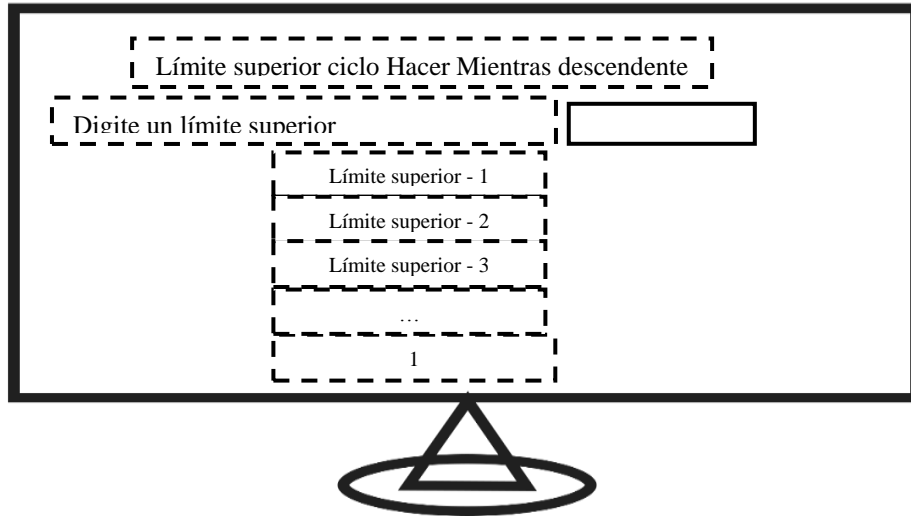 Límite superior ciclo Hacer Mientras descendente
Digite un límite superior
Límite superior - 1
Límite superior - 2
Límite superior - 3
…
1